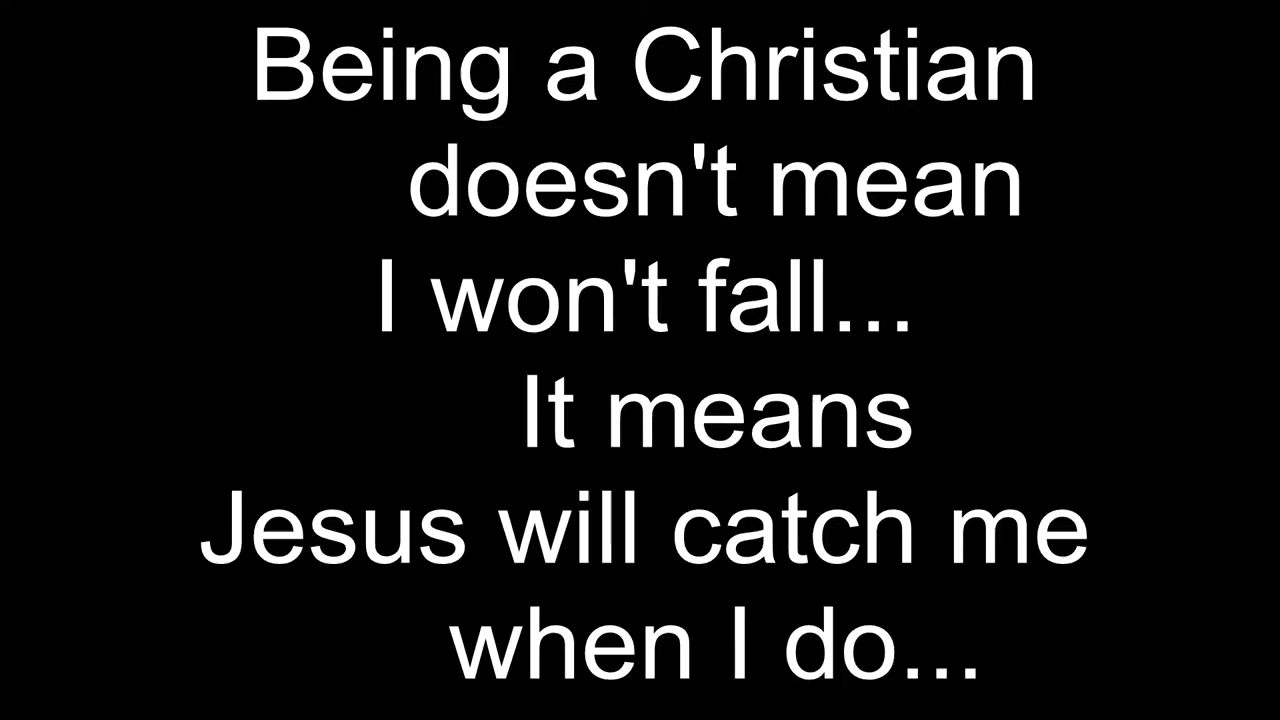 Being a Christian
doesn't mean
I won't fall...
It means
Jesus will catch me
when I do...